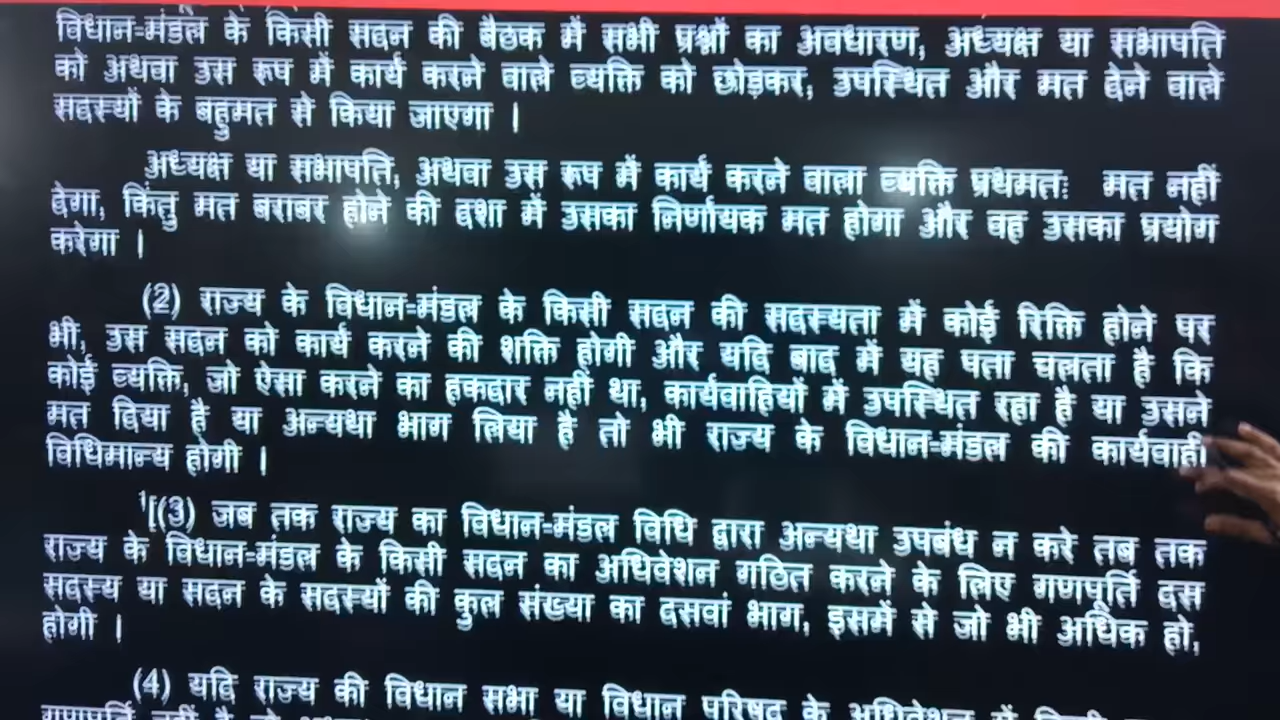 विधान-मंडल के किसी सदन की बैठक में सभी प्रश्नों का अवधारण, अध्यक्ष या सभापति
को अथवा उस रूप में कार्य करने वाले व्यक्ति को छोड़कर, उपस्थित और मत देने वाले
सदस्यों के बहुमत से किया जाएगा ।
अध्यक्ष या सभापति, अथवा उस रूप में कार्य करने वाला व्यक्ति प्रथमतः मत नहीं
देगा, किंतु मत बराबर होने की दशा में उसका निर्णायक मत होगा और वह उसका प्रयोग
करेगा ।
(2) राज्य के विधान-मंडल के किसी सदन की सदस्यता में कोई रिक्ति होने पर
भी, उस सदन को कार्य करने की शक्ति होगी और यदि बाद में यह पता चलता है कि
कोई व्यक्ति, जो ऐसा करने का हकदार नहीं था, कार्यवाहियों में उपस्थित रहा है या उसने
मत दिया है या अन्यथा भाग लिया है तो भी राज्य के विधान-मंडल की कार्यवाही
विधिमान्य होगी ।
¹[(3) जब तक राज्य का विधान-मंडल विधि द्वारा अन्यथा उपबंध न करे तब तक
राज्य के विधान-मंडल के किसी सदन का अधिवेशन गठित करने के लिए गणपूर्ति दस
सदस्य या सदन के सदस्यों की कुल संख्या का दसवां भाग, इसमें से जो भी अधिक हो,
होगी ।
(4) यदि राज्य की विधान सभा या विधान परिषद के अधिवेशन में